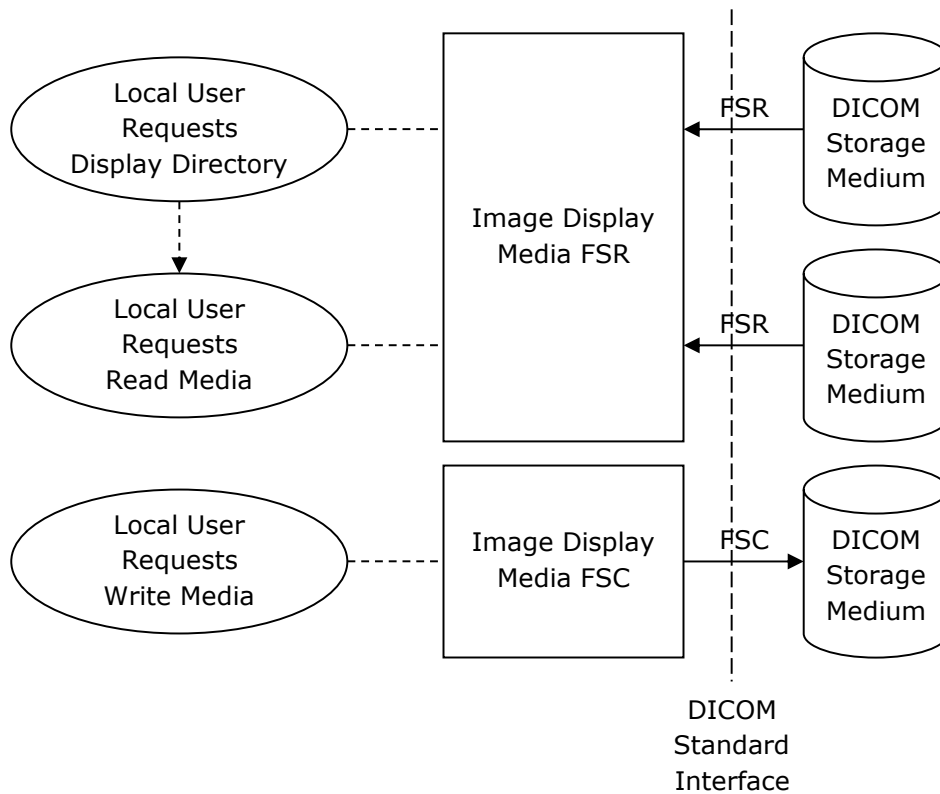 Local User
Requests
Display Directory
Image Display
Media FSR
FSR
DICOM
Storage
Medium
Local User
Requests
Read Media
FSR
DICOM
Storage
Medium
Local User
Requests
Write Media
Image Display
Media FSC
FSC
DICOM
Storage
Medium
DICOM
Standard
Interface